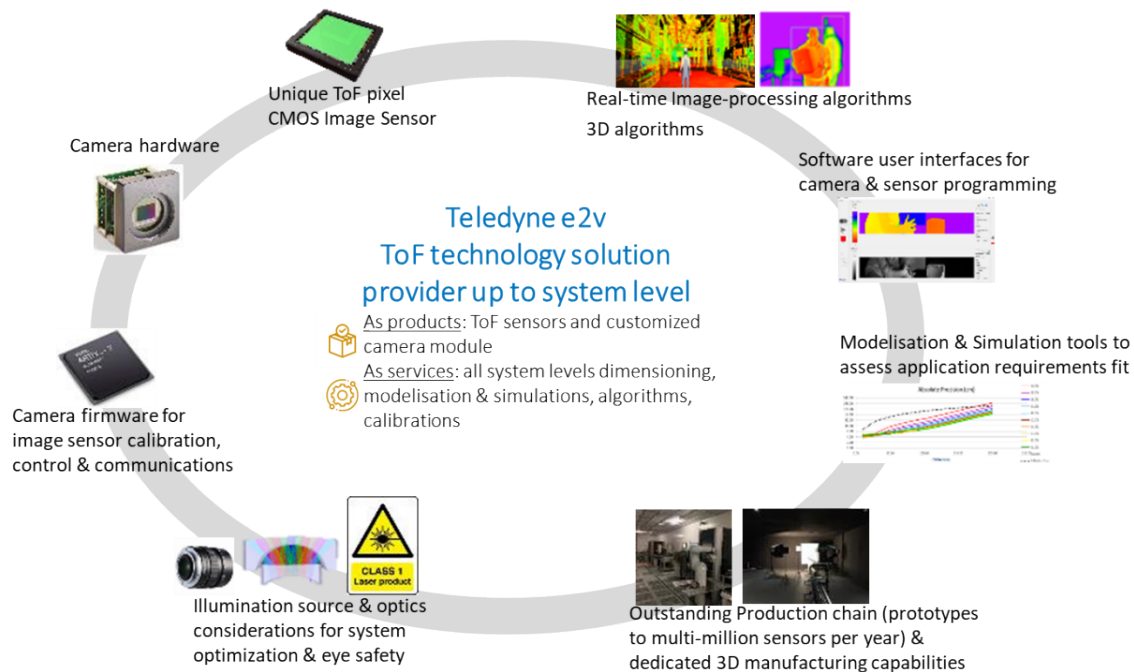 Unique ToF pixel
CMOS Image Sensor
Real-time Image-processing algorithms
3D algorithms
Camera hardware
Software user interfaces for
camera & sensor programming
Teledyne e2v
ToF technology solution
provider up to system level
As products: ToF sensors and customized
camera module
As services: all system levels dimensioning,
modelisation & simulations, algorithms,
calibrations
Modelisation & Simulation tools to
assess application requirements fit
Absolute Precision (cm)
ARTIX
Camera firmware for
image sensor calibration,
control & communications
CLASS 1
Laser product
Illumination source & optics
considerations for system
optimization & eye safety
Outstanding Production chain (prototypes
to multi-million sensors per year) &
dedicated 3D manufacturing capabilities